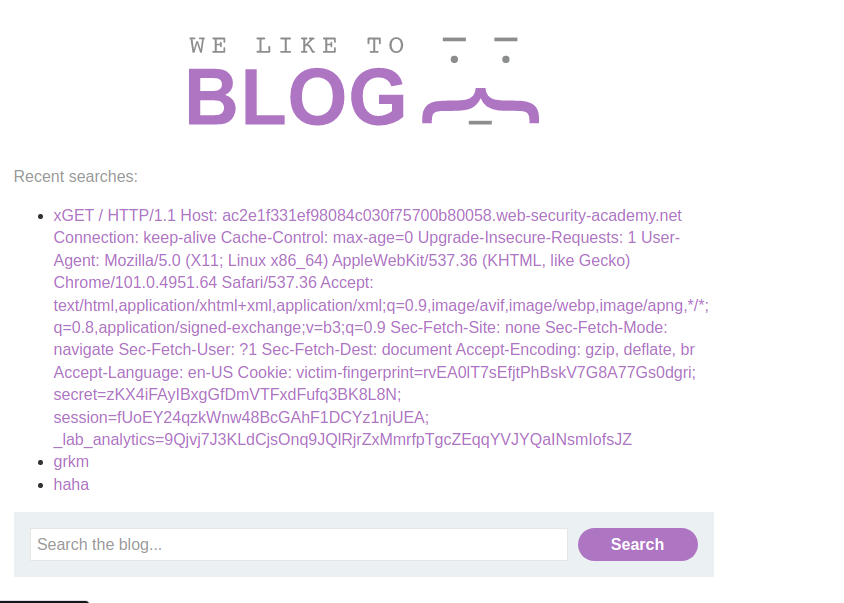 WE LIKE TO
BLOG
Recent searches:
xGET / HTTP/1.1 Host: ac2e1f331ef98084c030f75700b80058.web-security-academy.net
Connection: keep-alive Cache-Control: max-age=0 Upgrade-Insecure-Requests: 1 User-
Agent: Mozilla/5.0 (X11; Linux x86_64) AppleWebKit/537.36 (KHTML, like Gecko)
Chrome/101.0.4951.64 Safari/537.36 Accept:
text/html,application/xhtml+xml,application/xml;q=0.9,image/avif,image/webp,image/apng,*/*;
q=0.8,application/signed-exchange;v=b3;q=0.9 Sec-Fetch-Site: none Sec-Fetch-Mode:
navigate Sec-Fetch-User: ?1 Sec-Fetch-Dest: document Accept-Encoding: gzip, deflate, br
Accept-Language: en-US Cookie: victim-fingerprint=rvEA0lT7sEfjtPhBskV7G8A77Gs0dgri;
secret=zKX4iFAyIBxgGfDmVTFxdFufq3BK8L8N;
session=fUoEY24qzkWnw48BcGAhF1DCYz1njUEA;
_lab_analytics=9Qjvj7J3KLdCjsOnq9JQlRjrZxMmrfpTgcZEqqYVJYQaINsmIofsJZ
grkm
haha
Search the blog...
Search